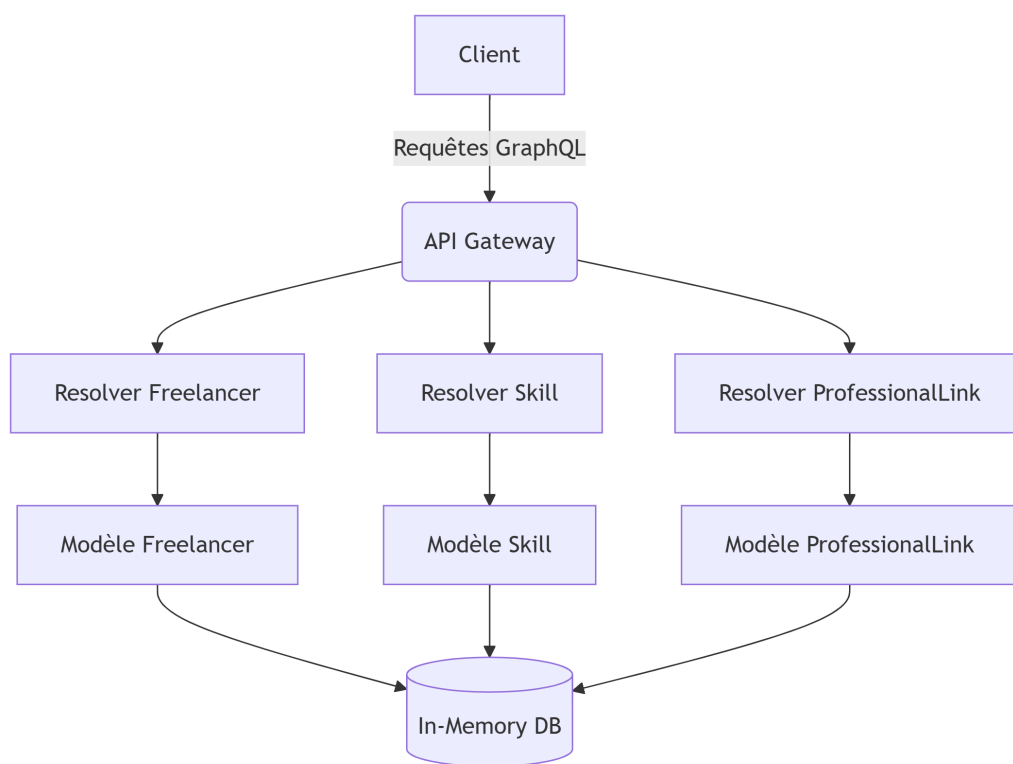 Client
Requêtes GraphQL
API Gateway
Resolver Freelancer
Resolver Skill
Resolver ProfessionalLink
Modèle Freelancer
Modèle Skill
Modèle ProfessionalLink
In-Memory DB